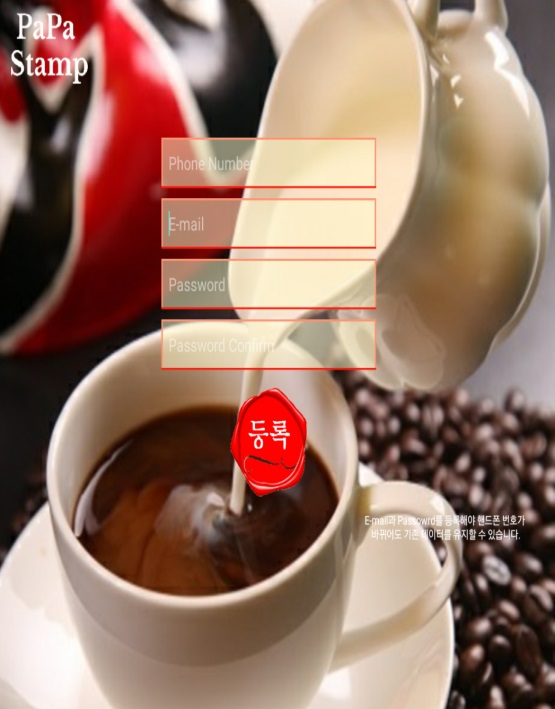 PaPa
Stamp
Phone Number
E-mail
Password
Password Confirm
등록
E-mail과 Passowrd를 등록해야 핸드폰 번호가
바뀌어도 기존 데이터를 유지할 수 있습니다.